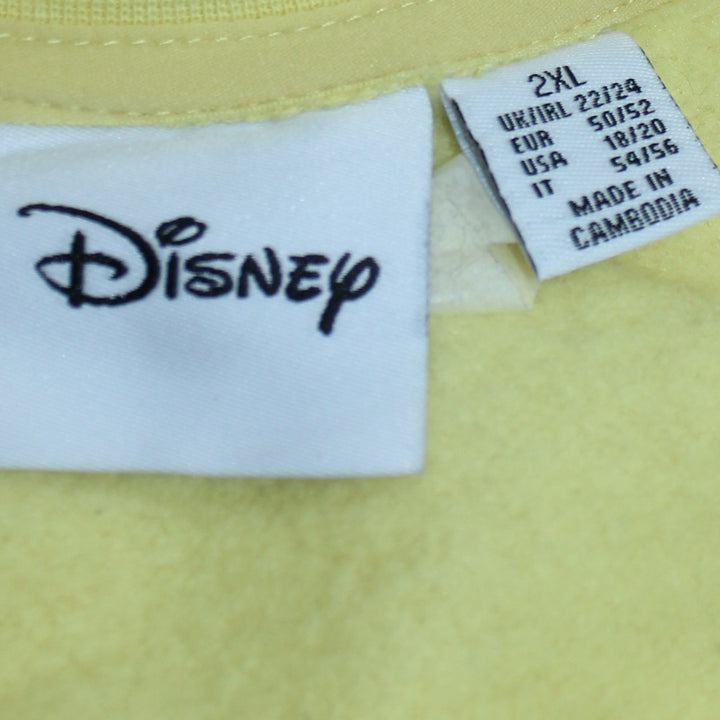 Disney
2XL
UK/IRL 22/24
EUR 50/52
USA 18/20
IT 54/56
MADE IN
CAMBODIA